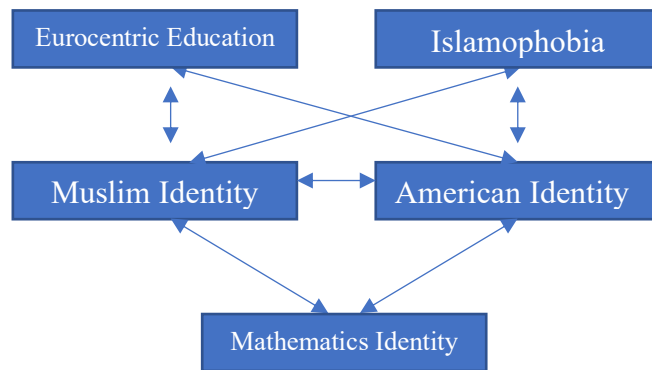 Eurocentric Education
Islamophobia
Muslim Identity
American Identity
Mathematics Identity